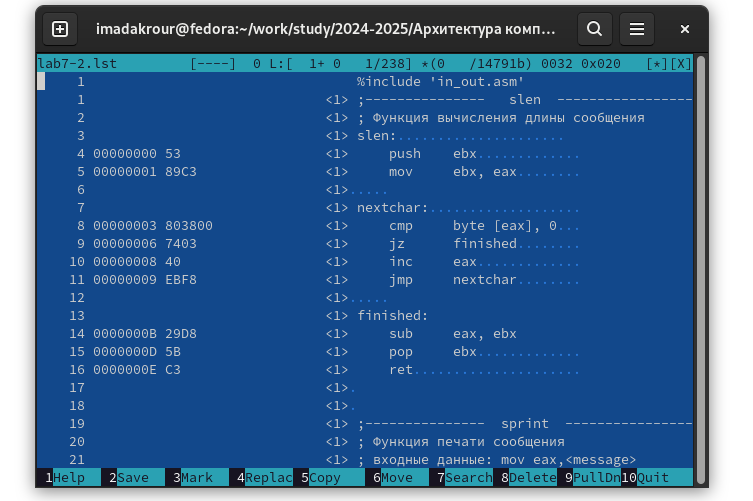 imadakrour@fedora:~/work/study/2024-2025/Архитектура комп...
lab7-2.lst [----] 0 L:[ 1+ 0 1/238] *(0 /14791b) 0032 0x020 [*][X]
1 %include 'in_out.asm'
1 <1> ;--------------- slen -----------------
2 <1> ; Функция вычисления длины сообщения
3 <1> slen:.....................
4 00000000 53 <1> push ebx.............
5 00000001 89C3 <1> mov ebx, eax........
6 <1>.....
7 <1> nextchar:...................
8 00000003 803800 <1> cmp byte [eax], 0...
9 00000006 7403 <1> jz finished........
10 00000008 40 <1> inc eax.............
11 00000009 EBF8 <1> jmp nextchar........
12 <1>.....
13 <1> finished:
14 0000000B 29D8 <1> sub eax, ebx
15 0000000D 5B <1> pop ebx.............
16 0000000E C3 <1> ret.....................
17 <1>.
18 <1>.
19 <1> ;--------------- sprint ----------------
20 <1> ; Функция печати сообщения
21 <1> ; входные данные: mov eax,<message>
1Help 2Save 3Mark 4Replac 5Copy 6Move 7Search 8Delete 9PullDn 10Quit